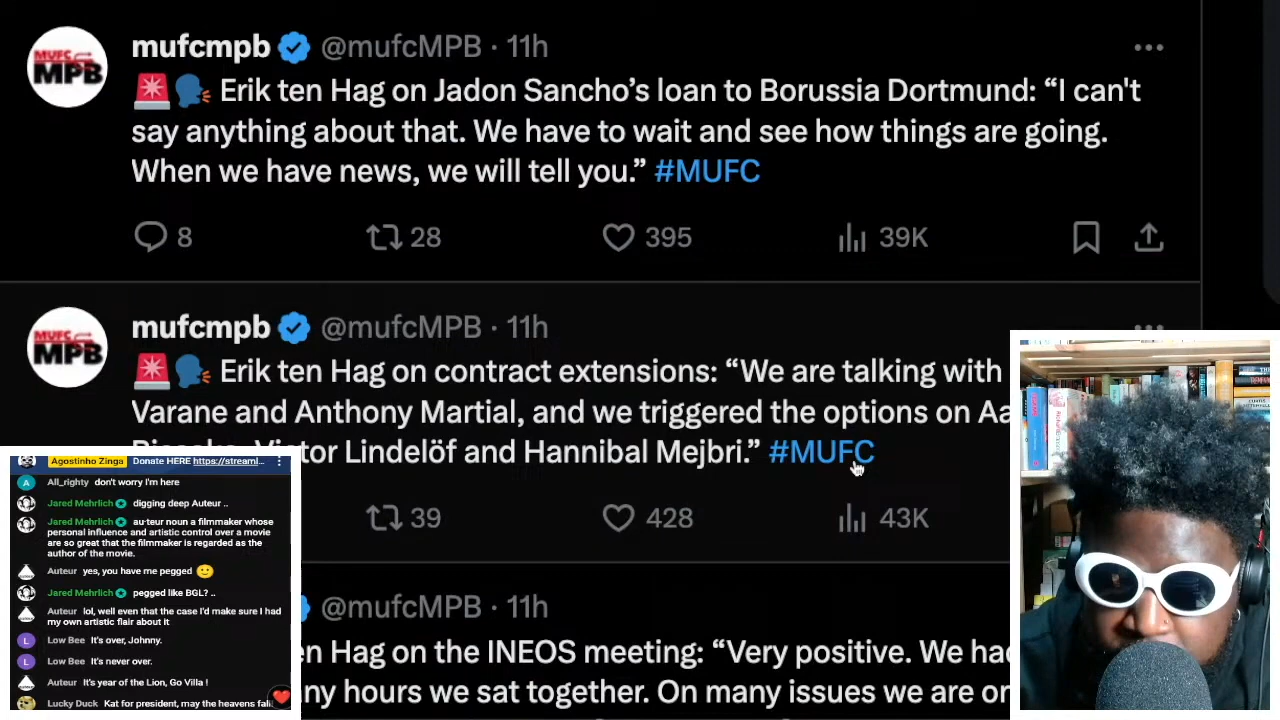 mufcmpb @mufcMPB · 11h
MUFC
MPB
🚨🗣️ Erik ten Hag on Jadon Sancho’s loan to Borussia Dortmund: “I can't
say anything about that. We have to wait and see how things are going.
When we have news, we will tell you.” #MUFC
8 28 395 39K
mufcmpb @mufcMPB · 11h
MUFC
MPB
🚨🗣️ Erik ten Hag on contract extensions: “We are talking with
Varane and Anthony Martial, and we triggered the options on
Lindelöf and Hannibal Mejbri.” #MUFC
39 428 43K
@mufcMPB · 11h
Hag on the INEOS meeting: “Very positive. We
hours we sat together. On many issues we are
Agostinho Zinga Donate HERE https://streaml...
A All_righty don't worry I'm here
Jared Mehrlich digging deep Auteur ..
Jared Mehrlich au·teur noun a filmmaker whose
personal influence and artistic control over a movie
are so great that the filmmaker is regarded as the
author of the movie.
Auteur yes, you have me pegged 🙂
Jared Mehrlich pegged like BGL? ..
Auteur lol, well even that the case I'd make sure I had
my own artistic flair about it
L Low Bee It's over, Johnny.
L Low Bee It's never over.
Auteur It's year of the Lion, Go Villa !
Lucky Duck Kat for president, may the heavens